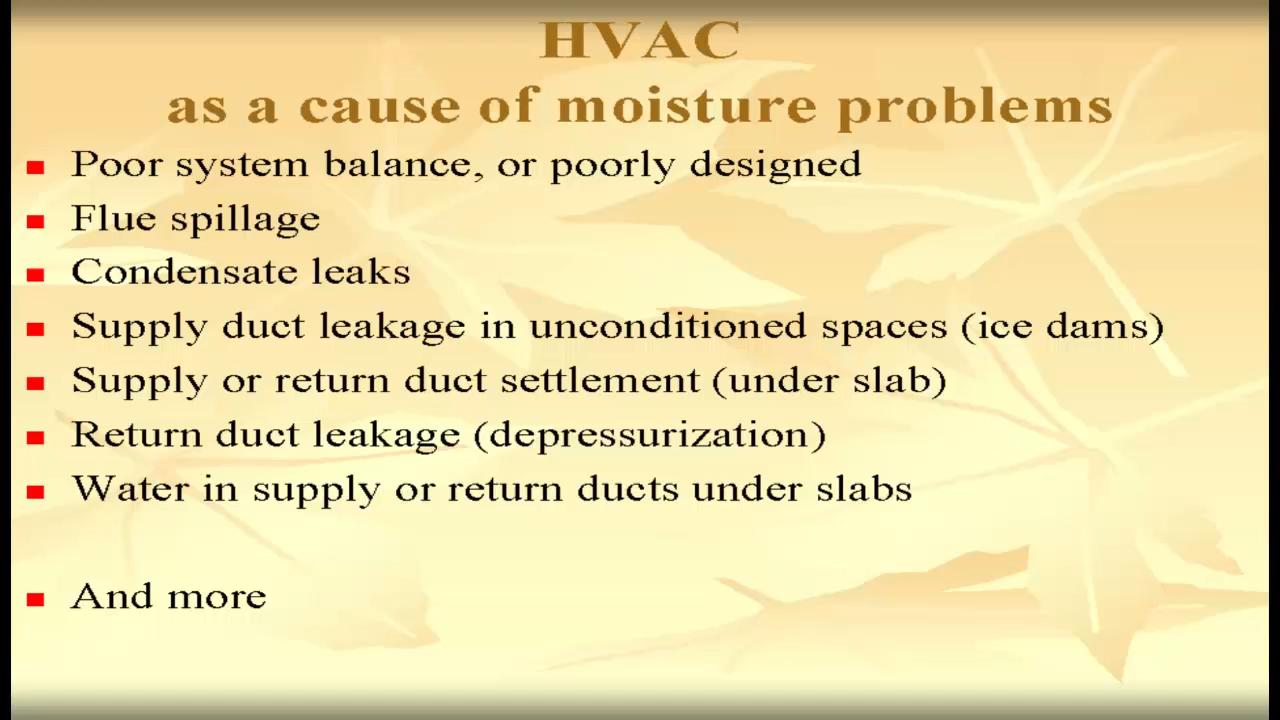 HVAC
as a cause of moisture problems
Poor system balance, or poorly designed
Flue spillage
Condensate leaks
Supply duct leakage in unconditioned spaces (ice dams)
Supply or return duct settlement (under slab)
Return duct leakage (depressurization)
Water in supply or return ducts under slabs
And more